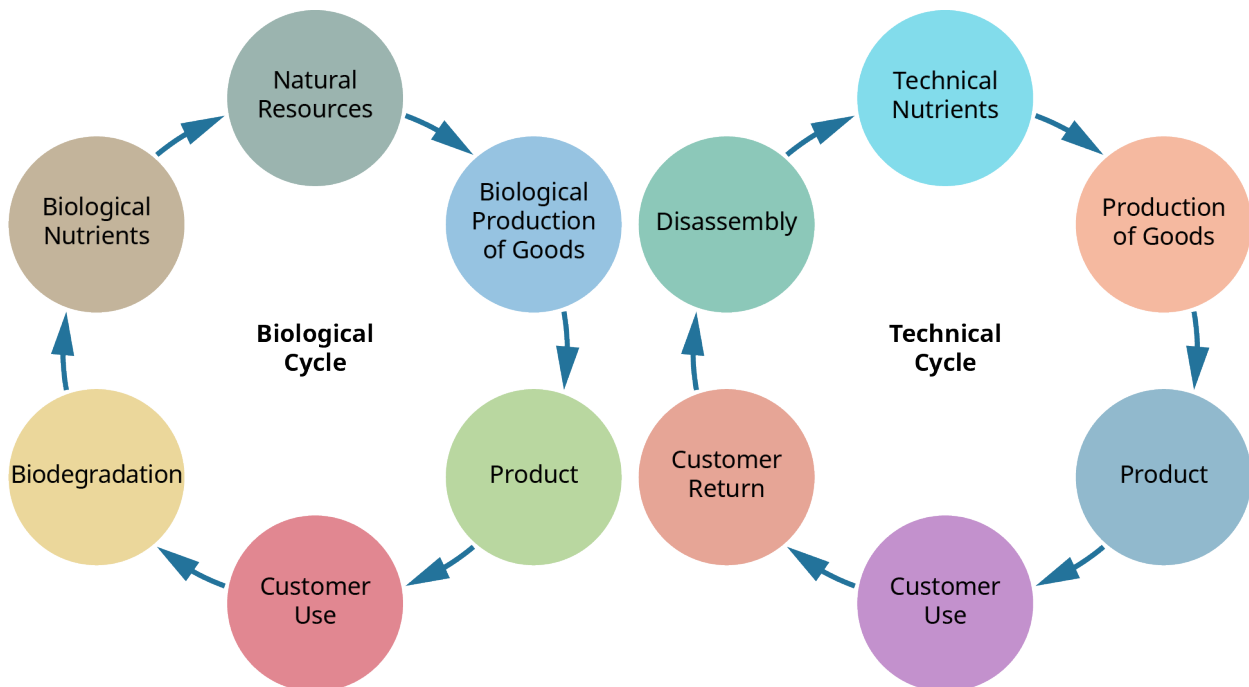 Natural
Resources
Biological
Production
of Goods
Product
Customer
Use
Biodegradation
Biological
Nutrients
Biological
Cycle
Technical
Nutrients
Production
of Goods
Product
Customer
Use
Customer
Return
Disassembly
Technical
Cycle